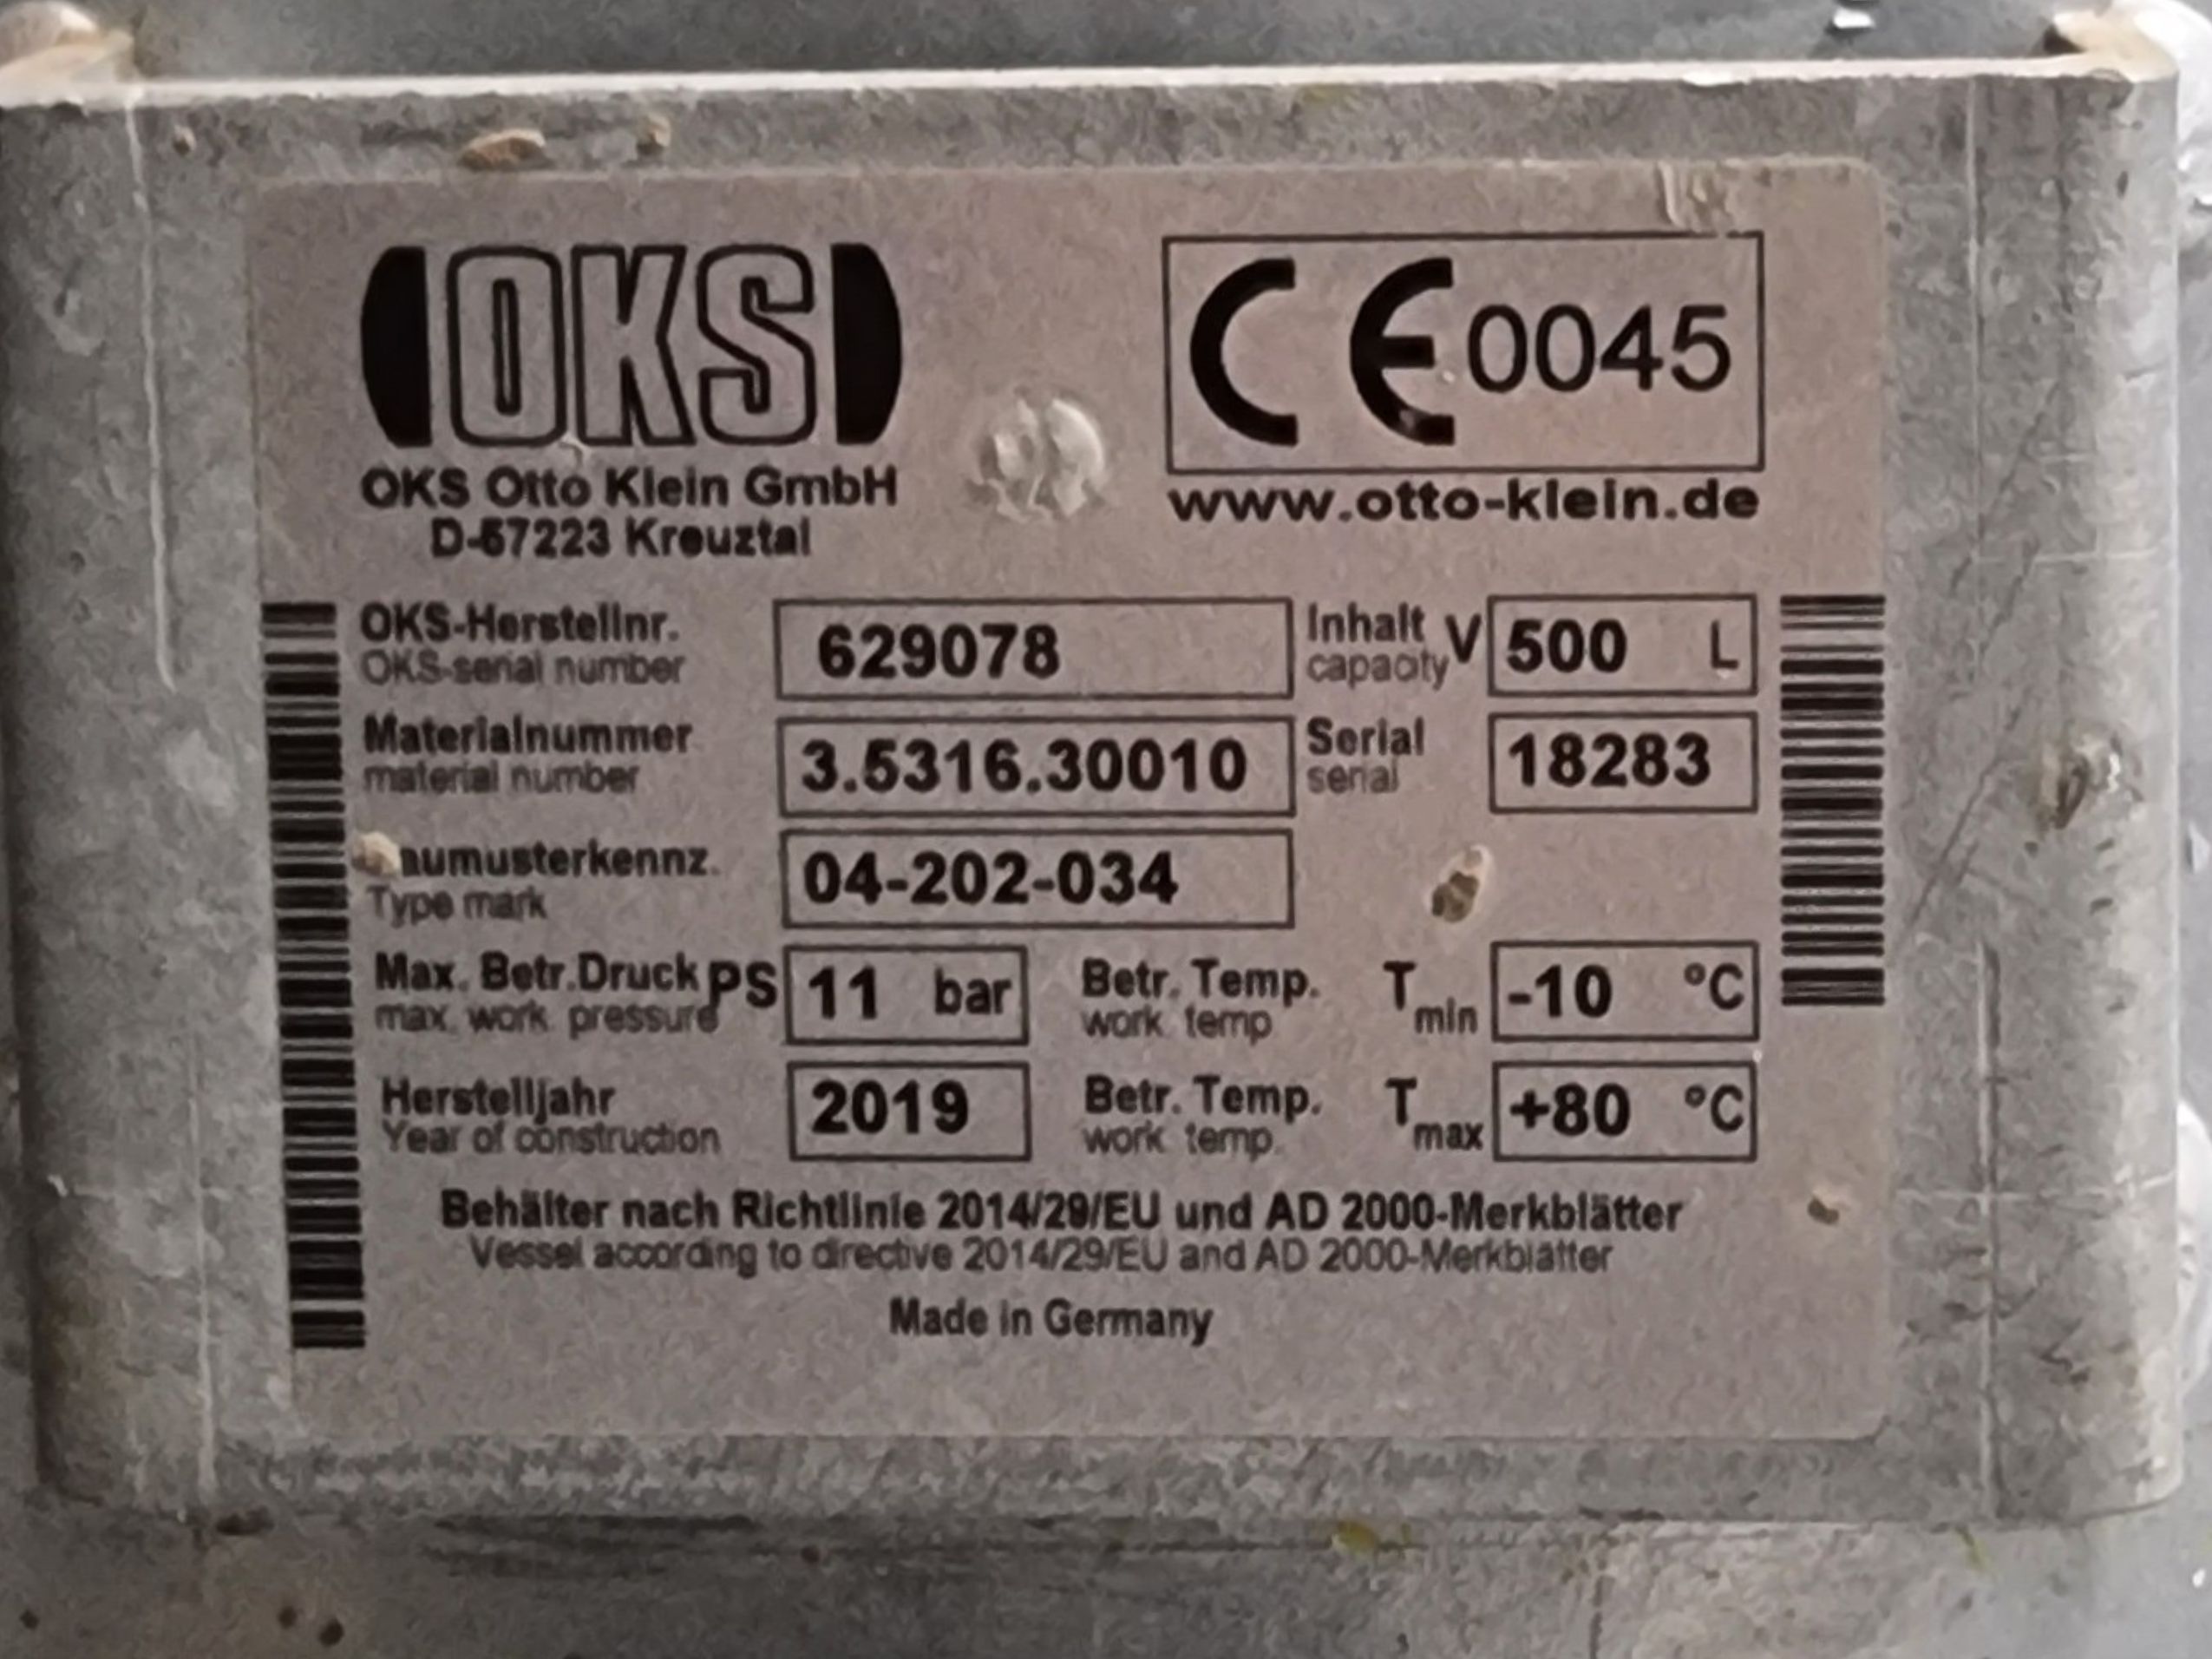 OKS
CE 0045
OKS Otto Klein GmbH
D-57223 Kreuztal
www.otto-klein.de
OKS-Herstellnr. 629078 Inhalt V 500 L
OKS-serial number capacity
Materialnummer 3.5316.30010 Serial 18283
material number serial
aumusterkennz. 04-202-034
Type mark
Max. Betr.Druck PS 11 bar Betr. Temp. Tmin -10 °C
max. work pressure work temp
Herstelljahr 2019 Betr. Temp. Tmax +80 °C
Year of construction work temp.
Behälter nach Richtlinie 2014/29/EU und AD 2000-Merkblätter
Vessel according to directive 2014/29/EU and AD 2000-Merkblätter
Made in Germany